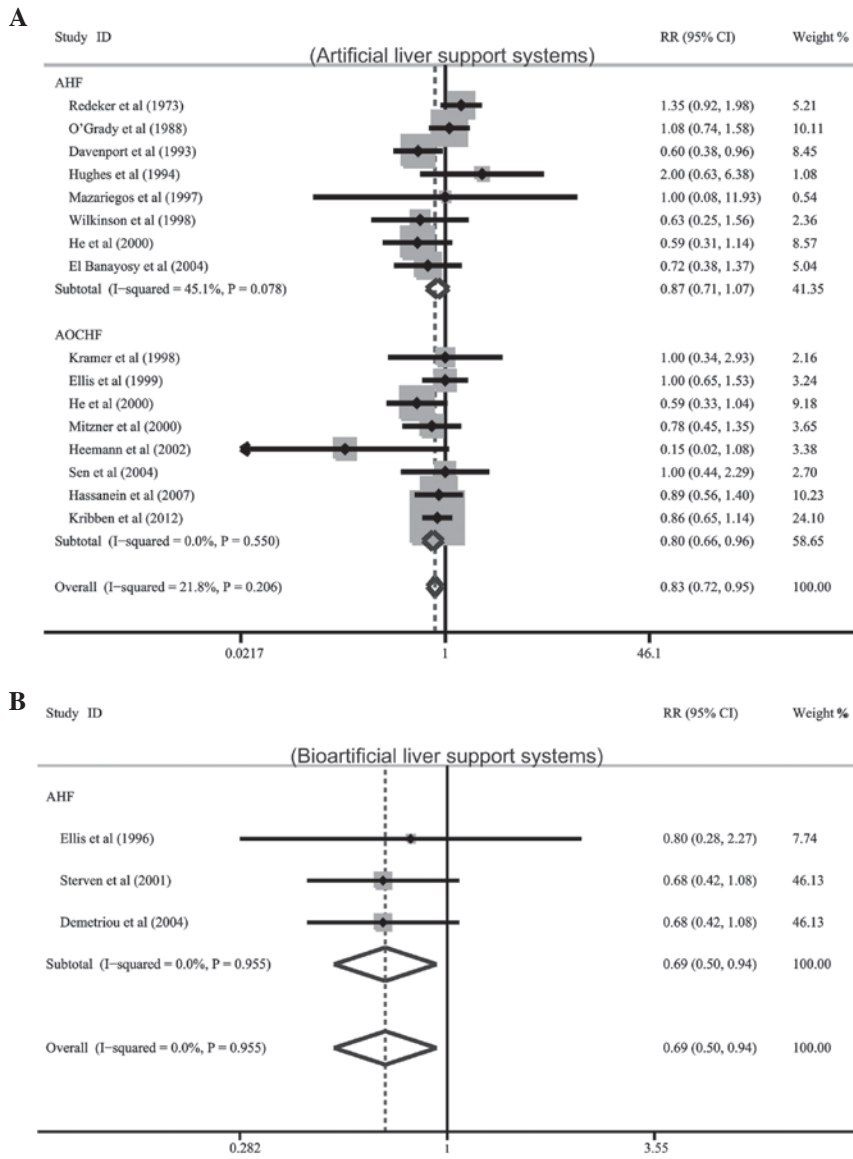 A
Study ID RR (95% CI) Weight %
(Artificial liver support systems)
AHF
Redeker et al (1973) 1.35 (0.92, 1.98) 5.21
O'Grady et al (1988) 1.08 (0.74, 1.58) 10.11
Davenport et al (1993) 0.60 (0.38, 0.96) 8.45
Hughes et al (1994) 2.00 (0.63, 6.38) 1.08
Mazariegos et al (1997) 1.00 (0.08, 11.93) 0.54
Wilkinson et al (1998) 0.63 (0.25, 1.56) 2.36
He et al (2000) 0.59 (0.31, 1.14) 8.57
El Banayosy et al (2004) 0.72 (0.38, 1.37) 5.04
Subtotal (I−squared = 45.1%, P = 0.078) 0.87 (0.71, 1.07) 41.35
AOCHF
Kramer et al (1998) 1.00 (0.34, 2.93) 2.16
Ellis et al (1999) 1.00 (0.65, 1.53) 3.24
He et al (2000) 0.59 (0.33, 1.04) 9.18
Mitzner et al (2000) 0.78 (0.45, 1.35) 3.65
Heemann et al (2002) 0.15 (0.02, 1.08) 3.38
Sen et al (2004) 1.00 (0.44, 2.29) 2.70
Hassanein et al (2007) 0.89 (0.56, 1.40) 10.23
Kribben et al (2012) 0.86 (0.65, 1.14) 24.10
Subtotal (I−squared = 0.0%, P = 0.550) 0.80 (0.66, 0.96) 58.65
Overall (I−squared = 21.8%, P = 0.206) 0.83 (0.72, 0.95) 100.00
0.0217 1 46.1
B
Study ID RR (95% CI) Weight %
(Bioartificial liver support systems)
AHF
Ellis et al (1996) 0.80 (0.28, 2.27) 7.74
Sterven et al (2001) 0.68 (0.42, 1.08) 46.13
Demetriou et al (2004) 0.68 (0.42, 1.08) 46.13
Subtotal (I−squared = 0.0%, P = 0.955) 0.69 (0.50, 0.94) 100.00
Overall (I−squared = 0.0%, P = 0.955) 0.69 (0.50, 0.94) 100.00
0.282 1 3.55